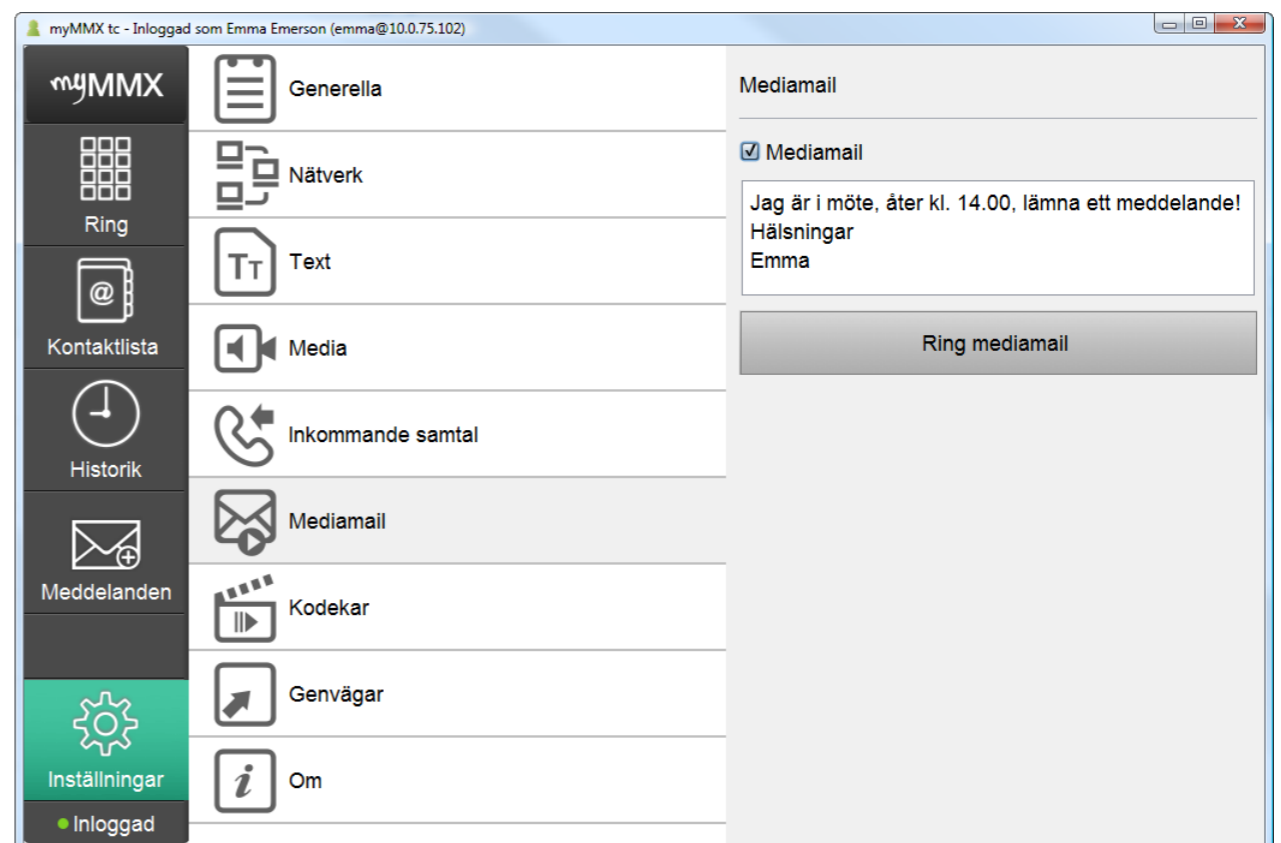 myMMX tc - Inloggad som Emma Emerson (emma@10.0.75.102)
myMMX
Ring
@
Kontaktlista
Historik
Meddelanden
Inställningar
Inloggad
Generella
Nätverk
TT
Text
Media
Inkommande samtal
Mediamail
Kodekar
Genvägar
i
Om
Mediamail
Mediamail
Jag är i möte, åter kl. 14.00, lämna ett meddelande!
Hälsningar
Emma
Ring mediamail